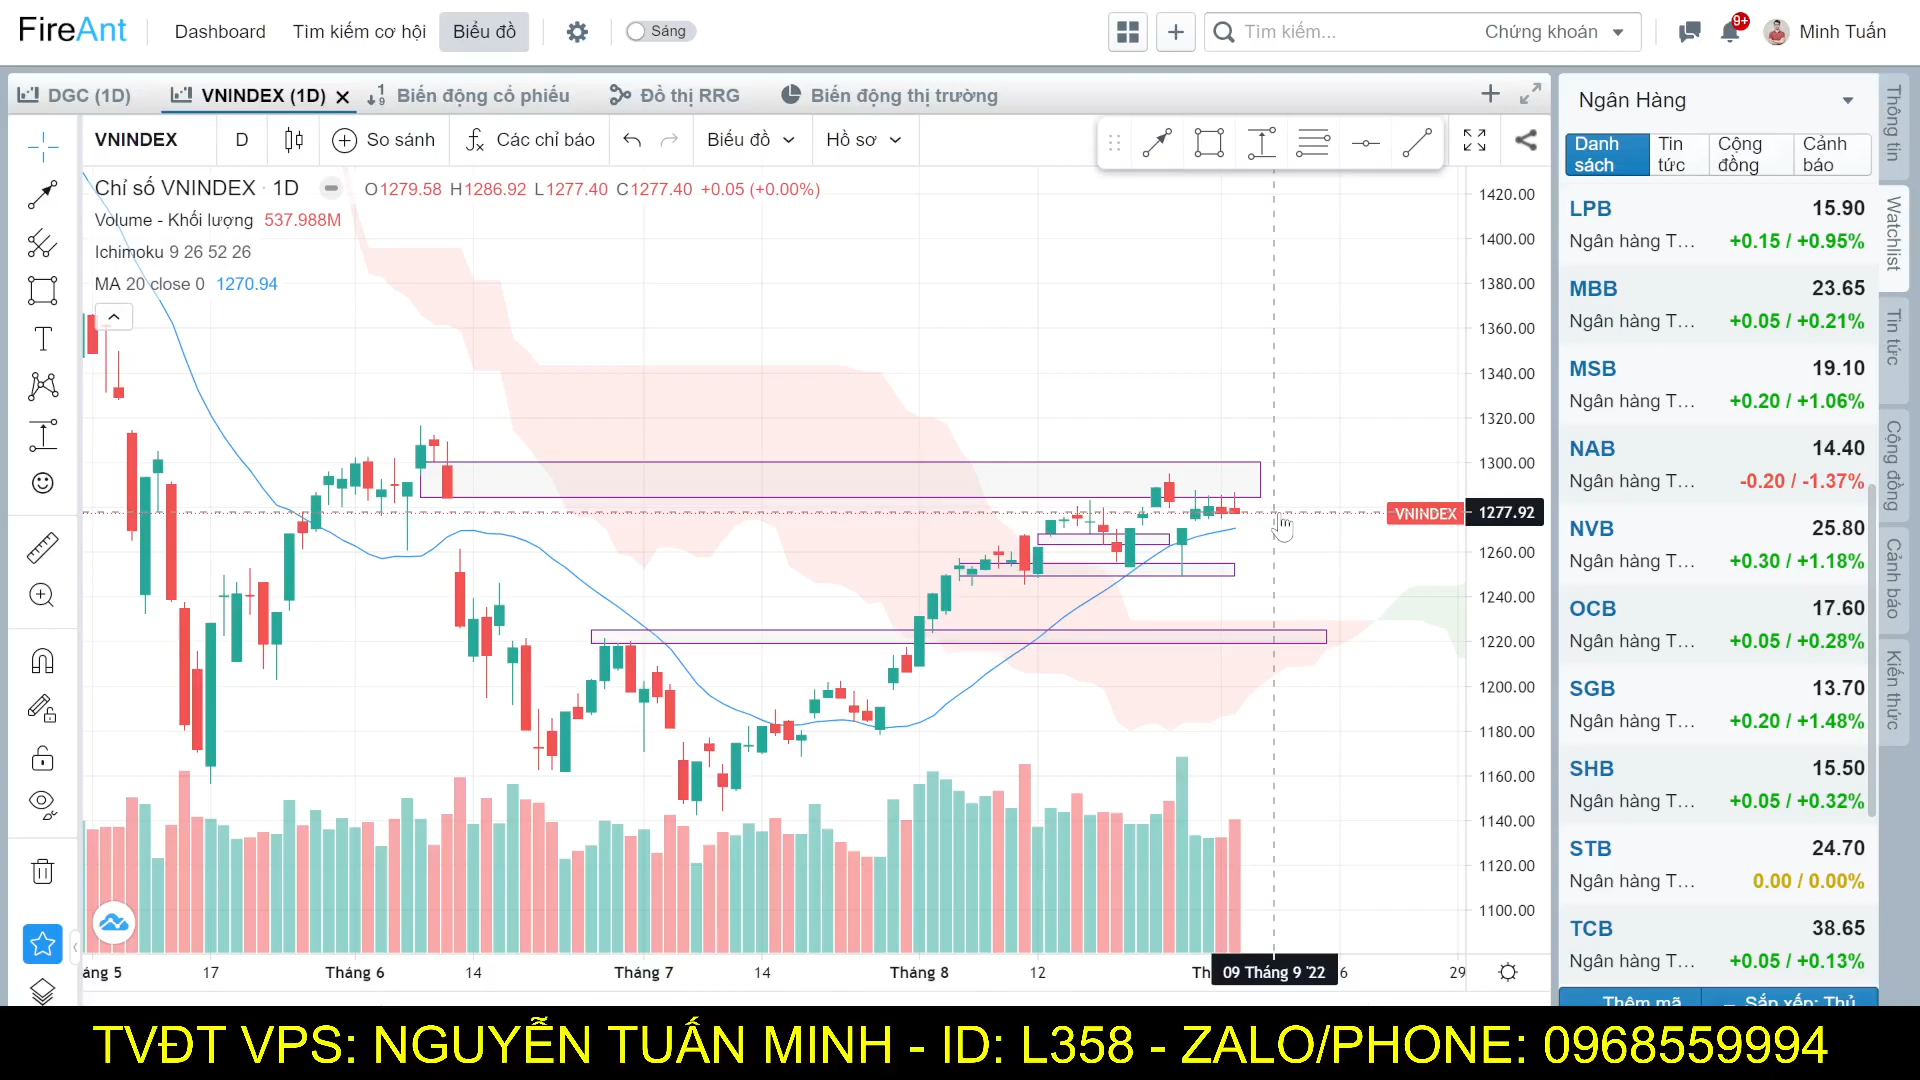 FireAnt
Dashboard
Tìm kiếm cơ hội
Biểu đồ
Sáng
Tìm kiếm...
Chứng khoán
9+
Minh Tuấn
DGC (1D)
VNINDEX (1D)
Biến động cổ phiếu
Đồ thị RRG
Biến động thị trường
VNINDEX
D
So sánh
Các chỉ báo
Biểu đồ
Hồ sơ
Chỉ số VNINDEX · 1D
O1279.58 H1286.92 L1277.40 C1277.40 +0.05 (+0.00%)
Volume - Khối lượng 537.988M
Ichimoku 9 26 52 26
MA 20 close 0 1270.94
1420.00
1400.00
1380.00
1360.00
1340.00
1320.00
1300.00
VNINDEX
1277.92
1260.00
1240.00
1220.00
1200.00
1180.00
1160.00
1140.00
1120.00
1100.00
áng 5
17
Tháng 6
14
Tháng 7
14
Tháng 8
12
Th
09 Tháng 9 '22
6
29
Ngân Hàng
Danh sách
Tin tức
Cộng đồng
Cảnh báo
LPB 15.90
Ngân hàng T... +0.15 / +0.95%
MBB 23.65
Ngân hàng T... +0.05 / +0.21%
MSB 19.10
Ngân hàng T... +0.20 / +1.06%
NAB 14.40
Ngân hàng T... -0.20 / -1.37%
NVB 25.80
Ngân hàng T... +0.30 / +1.18%
OCB 17.60
Ngân hàng T... +0.05 / +0.28%
SGB 13.70
Ngân hàng T... +0.20 / +1.48%
SHB 15.50
Ngân hàng T... +0.05 / +0.32%
STB 24.70
Ngân hàng T... 0.00 / 0.00%
TCB 38.65
Ngân hàng T... +0.05 / +0.13%
Thêm mã
Sắp xếp: Thủ
Thông tin
Watchlist
Tin tức
Cộng đồng
Cảnh báo
Kiến thức
TVĐT VPS: NGUYỄN TUẤN MINH - ID: L358 - ZALO/PHONE: 0968559994